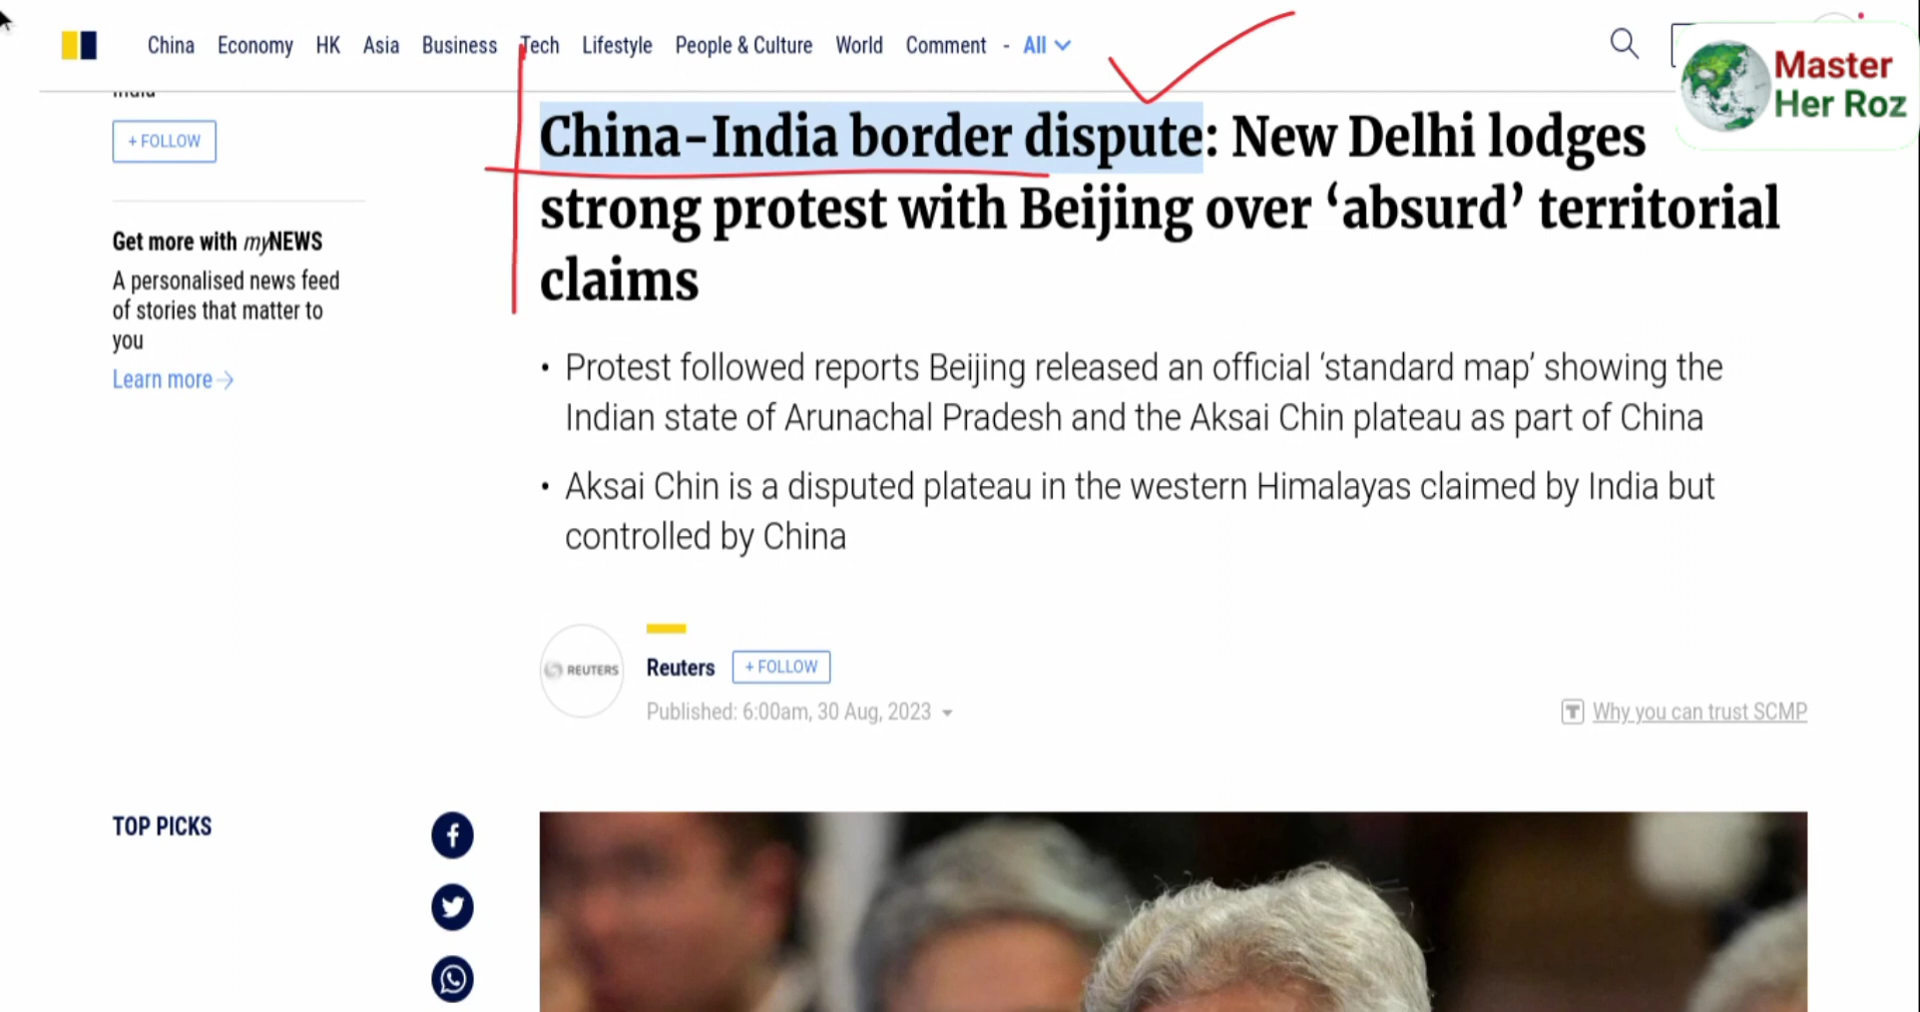 China Economy HK Asia Business Tech Lifestyle People & Culture World Comment - All
Master
Her Roz
India
+ FOLLOW
Get more with myNEWS
A personalised news feed
of stories that matter to
you
Learn more
China-India border dispute: New Delhi lodges
strong protest with Beijing over ‘absurd’ territorial
claims
• Protest followed reports Beijing released an official ‘standard map’ showing the
Indian state of Arunachal Pradesh and the Aksai Chin plateau as part of China
• Aksai Chin is a disputed plateau in the western Himalayas claimed by India but
controlled by China
REUTERS
Reuters + FOLLOW
Published: 6:00am, 30 Aug, 2023
Why you can trust SCMP
TOP PICKS